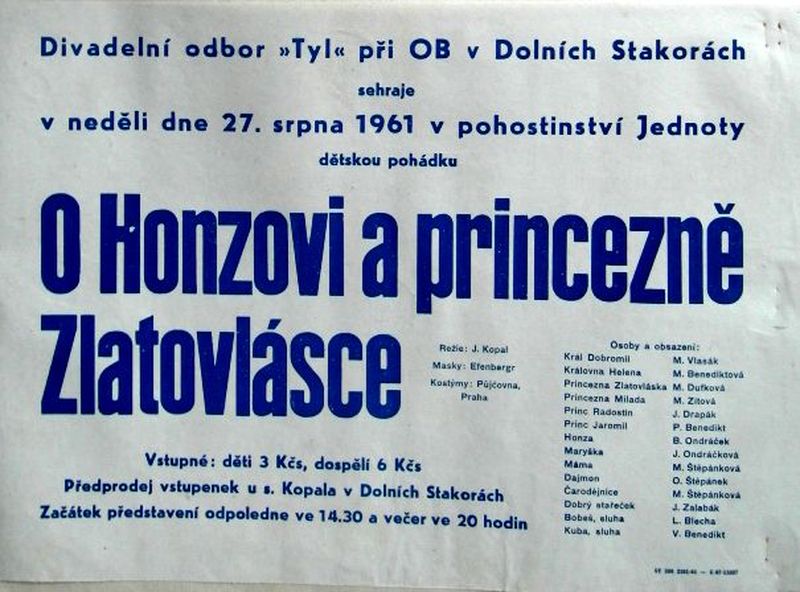 Divadelní odbor »Tyl« při OB v Dolních Stakorách
sehraje
v neděli dne 27. srpna 1961 v pohostinství Jednoty
dětskou pohádku
O Honzovi a princezně
Zlatovlásce
Režie: J. Kopal
Masky: Efenbergr
Kostýmy: Půjčovna,
Praha
Osoby a obsazení:
Král Dobromil M. Vlasák
Královna Helena M. Benediktová
Princezna Zlatovláska M. Dufková
Princezna Milada M. Zitová
Princ Radostin J. Drapák
Princ Jaromil P. Benedikt
Honza B. Ondráček
Maryška J. Ondráčková
Máma M. Štěpánková
Dajmon O. Štěpánek
Čarodějnice M. Štěpánková
Dobrý stařeček J. Zalabák
Bobeš, sluha L. Blecha
Kuba, sluha V. Benedikt
Vstupné: děti 3 Kčs, dospělí 6 Kčs
Předprodej vstupenek u s. Kopala v Dolních Stakorách
Začátek představení odpoledne ve 14.30 a večer ve 20 hodin